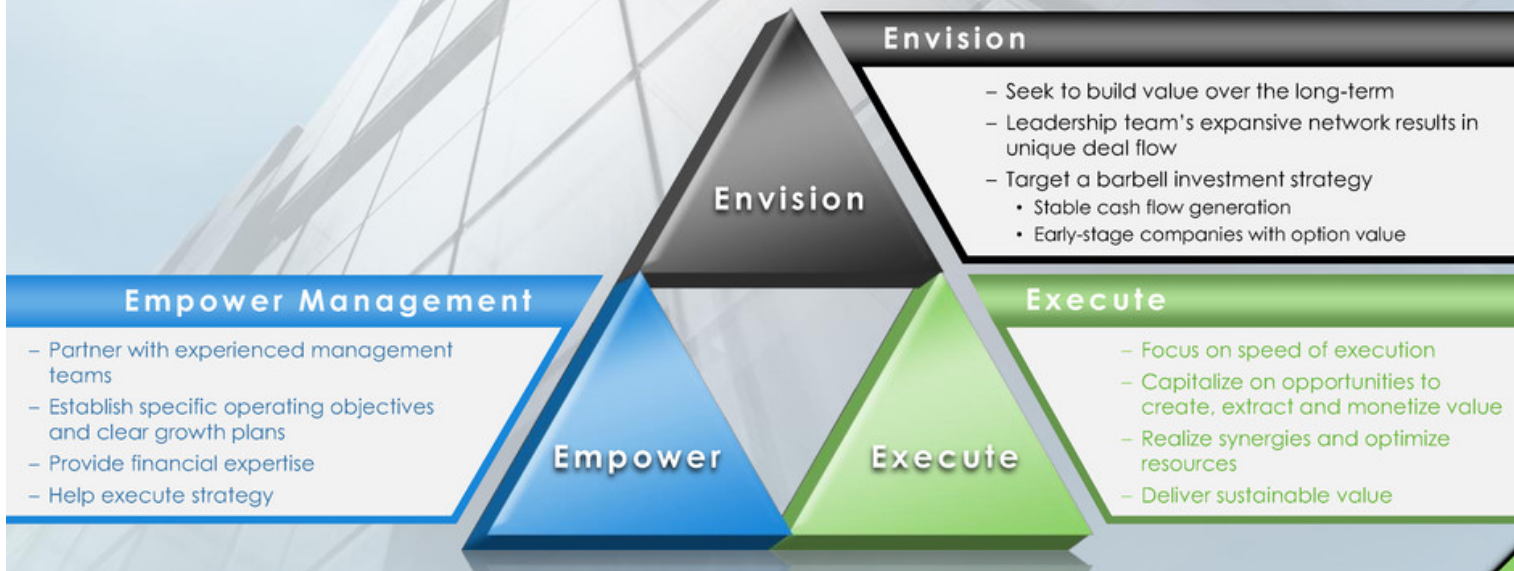 Envision
– Seek to build value over the long-term
– Leadership team's expansive network results in
unique deal flow
– Target a barbell investment strategy
• Stable cash flow generation
• Early-stage companies with option value
Envision
Empower Management
– Partner with experienced management
teams
– Establish specific operating objectives
and clear growth plans
– Provide financial expertise
– Help execute strategy
Empower
Execute
Execute
– Focus on speed of execution
– Capitalize on opportunities to
create, extract and monetize value
– Realize synergies and optimize
resources
– Deliver sustainable value